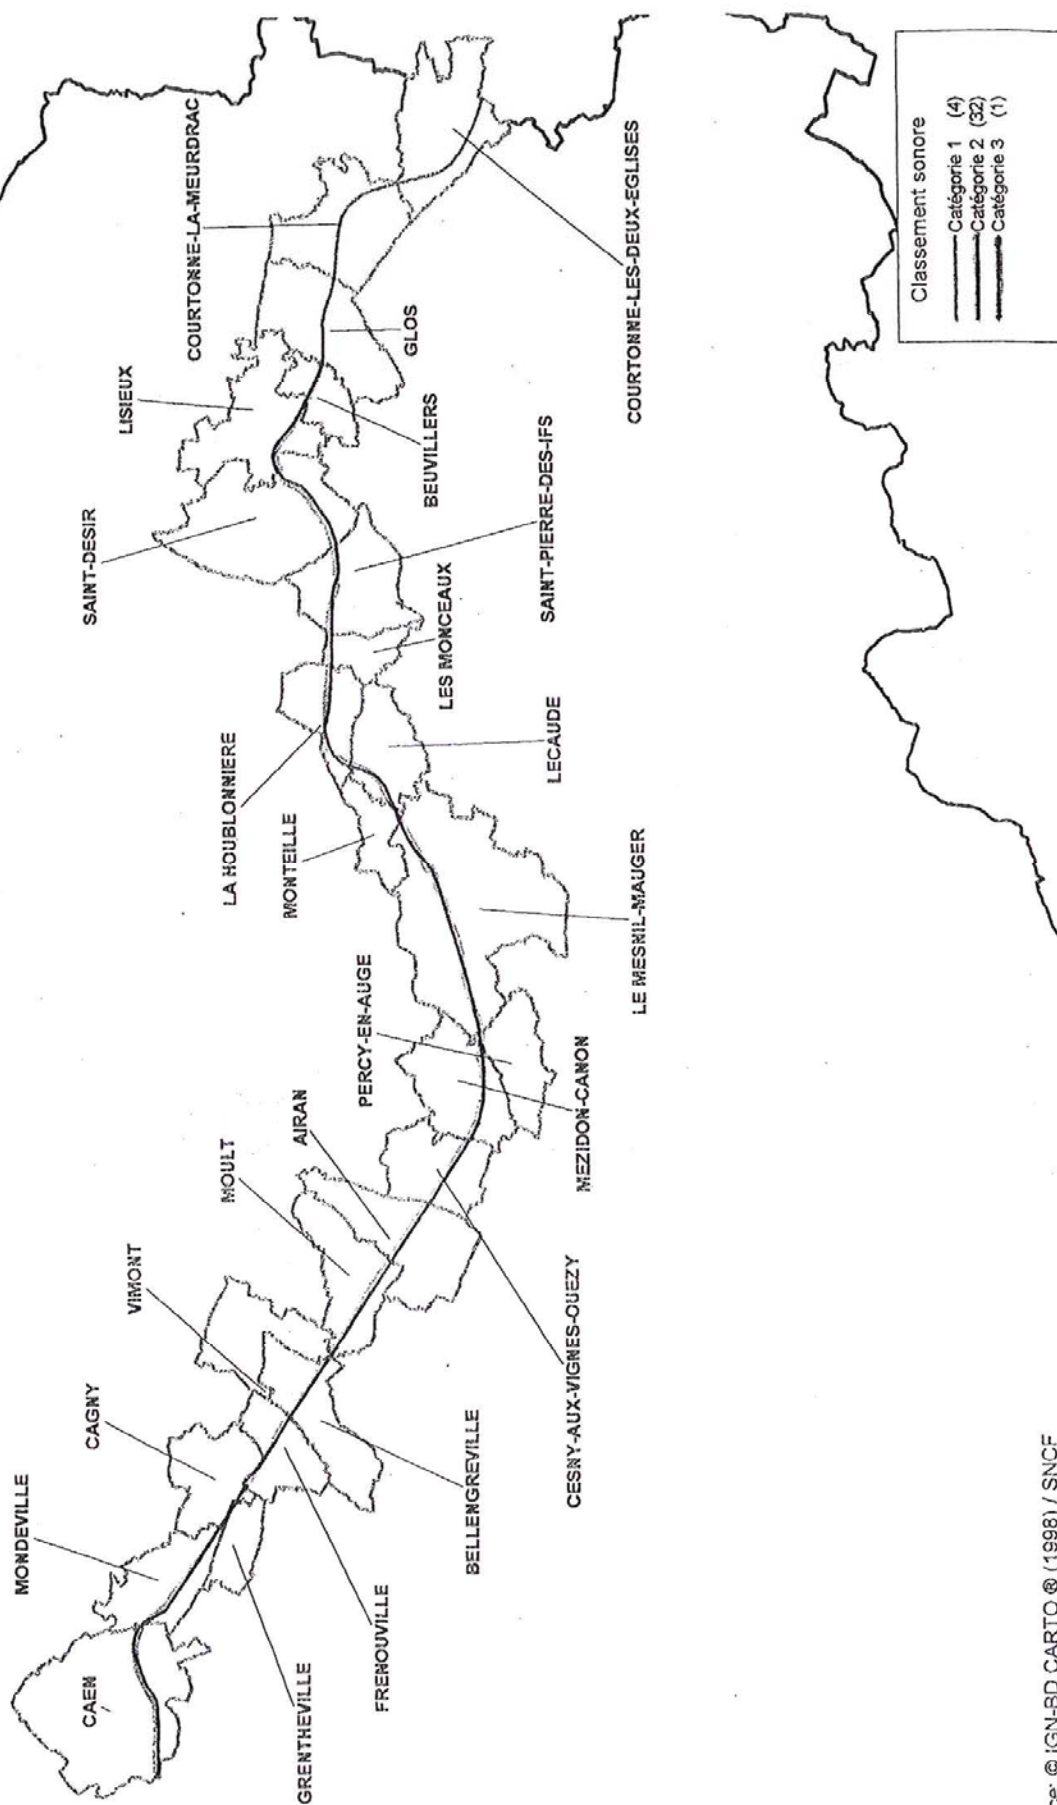 COURTONNE-LA-MEURDRAC
LISIEUX
SAINT-DESIR
GLOS
COURTONNE-LES-DEUX-EGLISES
BEUVILLERS
SAINT-PIERRE-DES-IFS
LES MONCEAUX
LA HOUBLONNIERE
LECAUDE
MONTEILLE
LE MESNIL-MAUGER
PERCY-EN-AUGE
MEZIDON-CANON
AIRAN
MOULT
VIMONT
CESNY-AUX-VIGNES-OUEZY
CAGNY
BELLENGREVILLE
MONDEVILLE
FRENOUVILLE
GRENTHEVILLE
CAEN
Classement sonore
Catégorie 1 (4)
Catégorie 2 (32)
Catégorie 3 (1)
© IGN-BD CARTO ® (1998) / SNCF